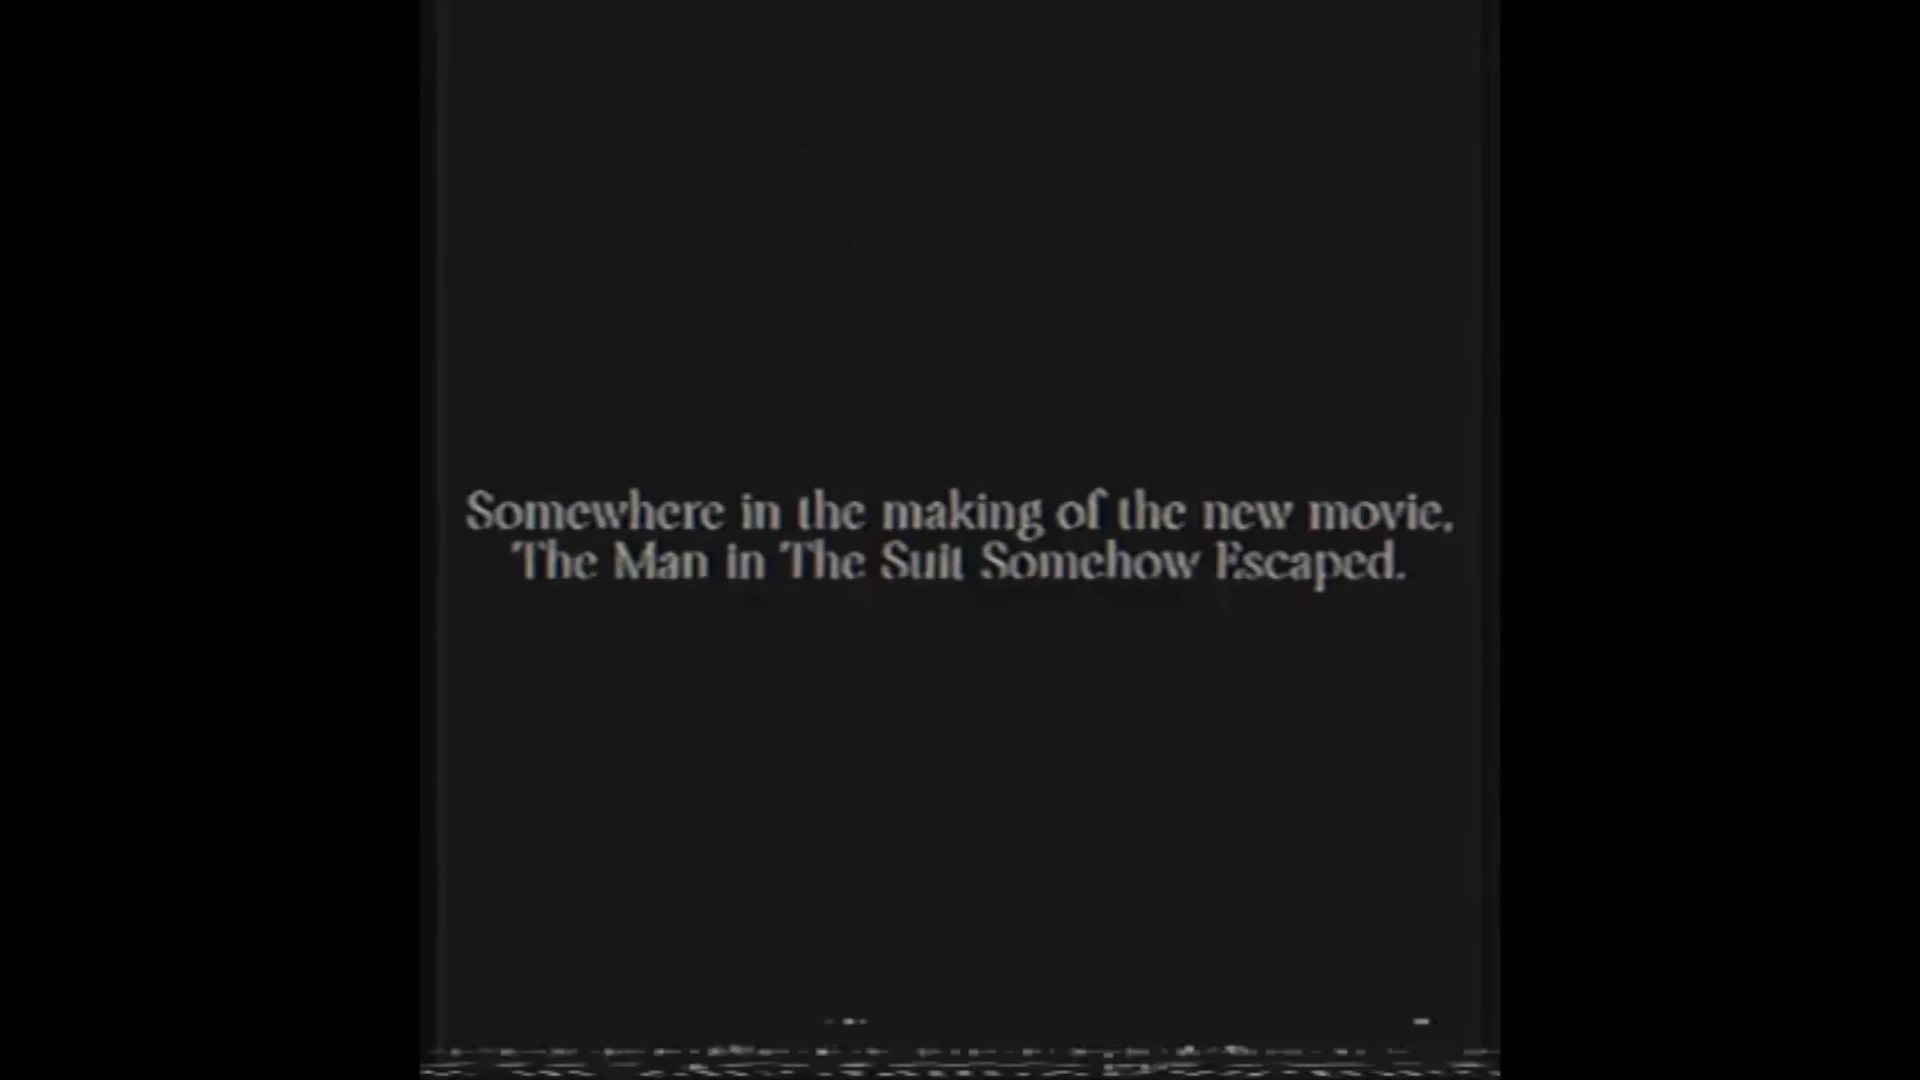 Somewhere in the making of the new movie,
The Man in The Suit Somehow Escaped.